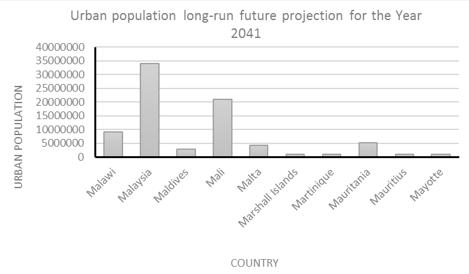 Urban population long-run future projection for the Year
2041
40000000
35000000
30000000
25000000
20000000
15000000
10000000
5000000
0
URBAN POPULATION
Malawi
Malaysia
Maldives
Mali
Malta
Marshall Islands
Martinique
Mauritania
Mauritius
Mayotte
COUNTRY